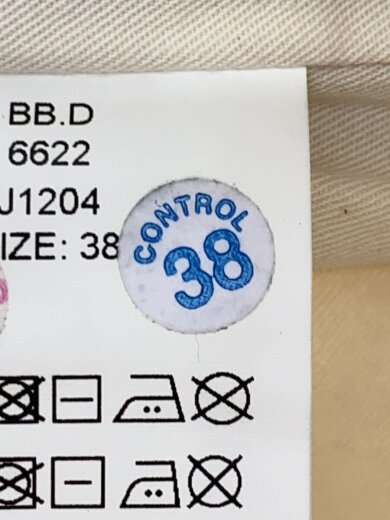 BB.D
6622
J1204
IZE: 38
CONTROL
38